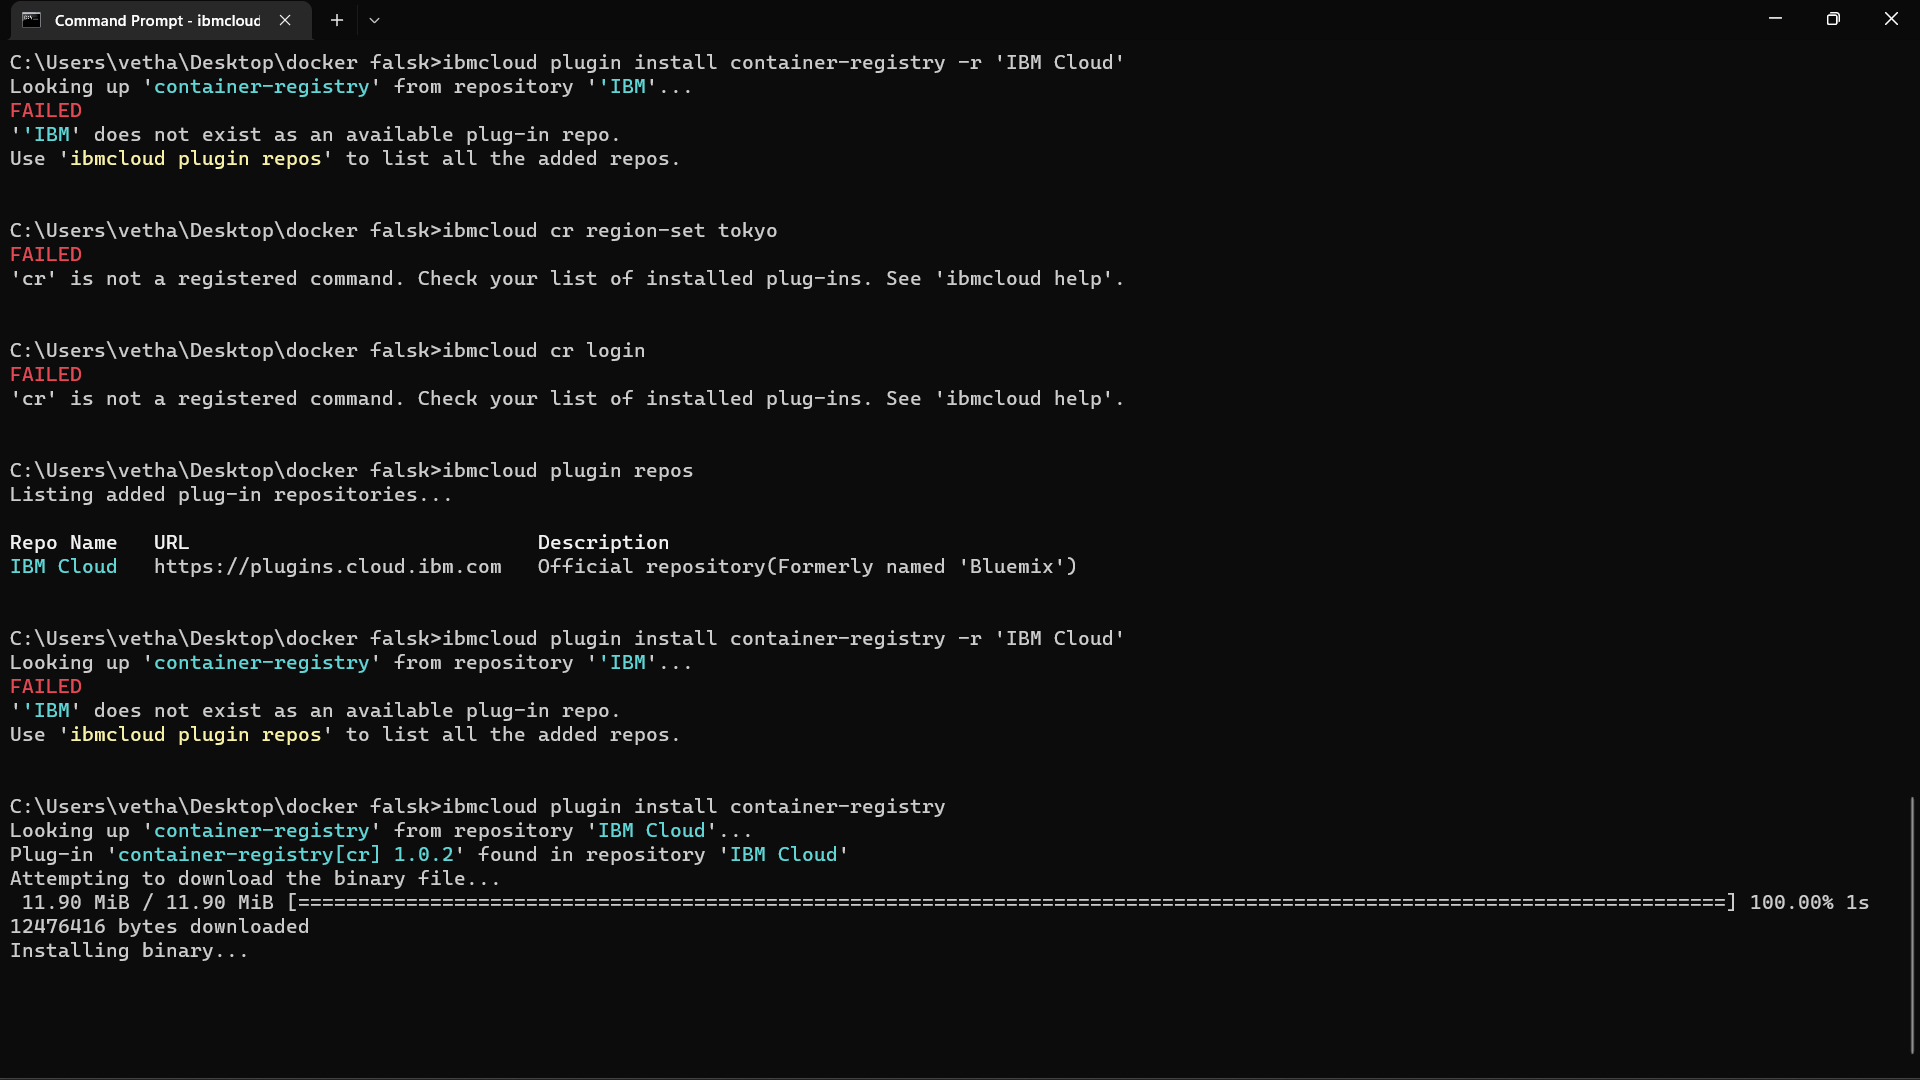 Command Prompt - ibmcloud
C:\Users\vetha\Desktop\docker falsk>ibmcloud plugin install container-registry -r 'IBM Cloud'
Looking up 'container-registry' from repository ''IBM'...
FAILED
''IBM' does not exist as an available plug-in repo.
Use 'ibmcloud plugin repos' to list all the added repos.
C:\Users\vetha\Desktop\docker falsk>ibmcloud cr region-set tokyo
FAILED
'cr' is not a registered command. Check your list of installed plug-ins. See 'ibmcloud help'.
C:\Users\vetha\Desktop\docker falsk>ibmcloud cr login
FAILED
'cr' is not a registered command. Check your list of installed plug-ins. See 'ibmcloud help'.
C:\Users\vetha\Desktop\docker falsk>ibmcloud plugin repos
Listing added plug-in repositories...
Repo Name   URL                             Description
IBM Cloud   https://plugins.cloud.ibm.com   Official repository(Formerly named 'Bluemix')
C:\Users\vetha\Desktop\docker falsk>ibmcloud plugin install container-registry -r 'IBM Cloud'
Looking up 'container-registry' from repository ''IBM'...
FAILED
''IBM' does not exist as an available plug-in repo.
Use 'ibmcloud plugin repos' to list all the added repos.
C:\Users\vetha\Desktop\docker falsk>ibmcloud plugin install container-registry
Looking up 'container-registry' from repository 'IBM Cloud'...
Plug-in 'container-registry[cr] 1.0.2' found in repository 'IBM Cloud'
Attempting to download the binary file...
 11.90 MiB / 11.90 MiB [=======================================================================================================================] 100.00% 1s
12476416 bytes downloaded
Installing binary...